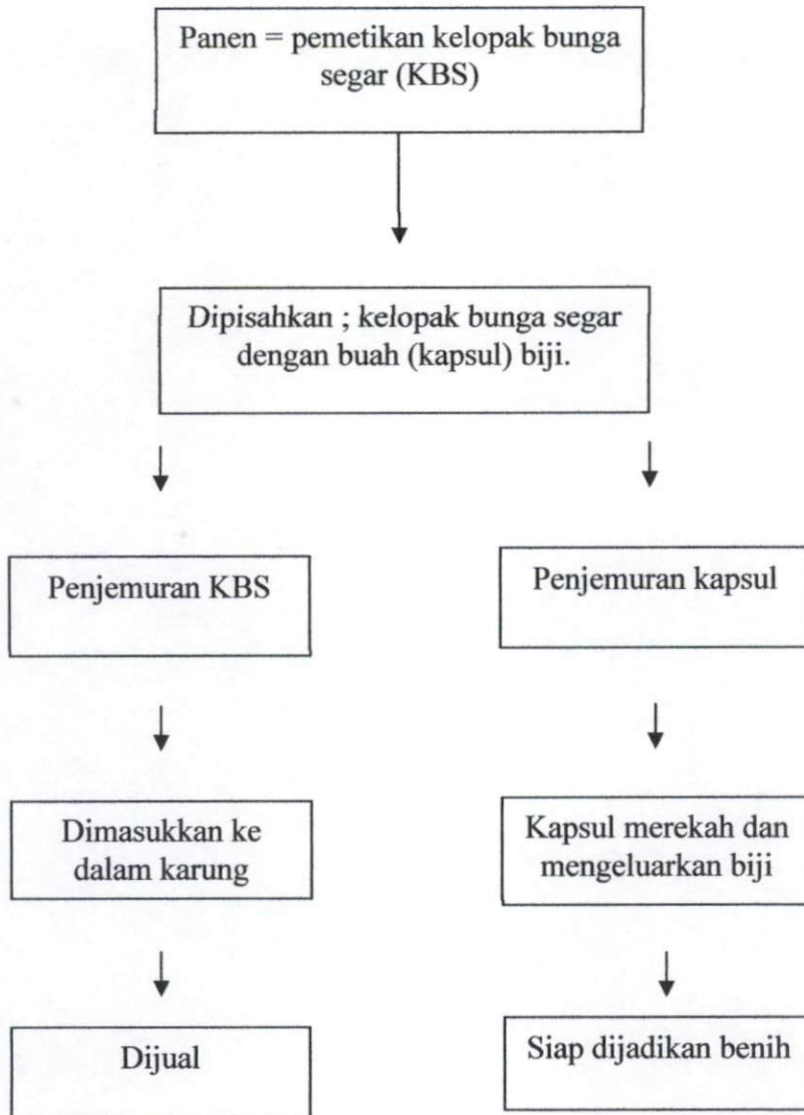 Panen = pemetikan kelopak bunga
segar (KBS)
Dipisahkan ; kelopak bunga segar
dengan buah (kapsul) biji.
Penjemuran KBS
Penjemuran kapsul
Dimasukkan ke
dalam karung
Kapsul merekah dan
mengeluarkan biji
Dijual
Siap dijadikan benih